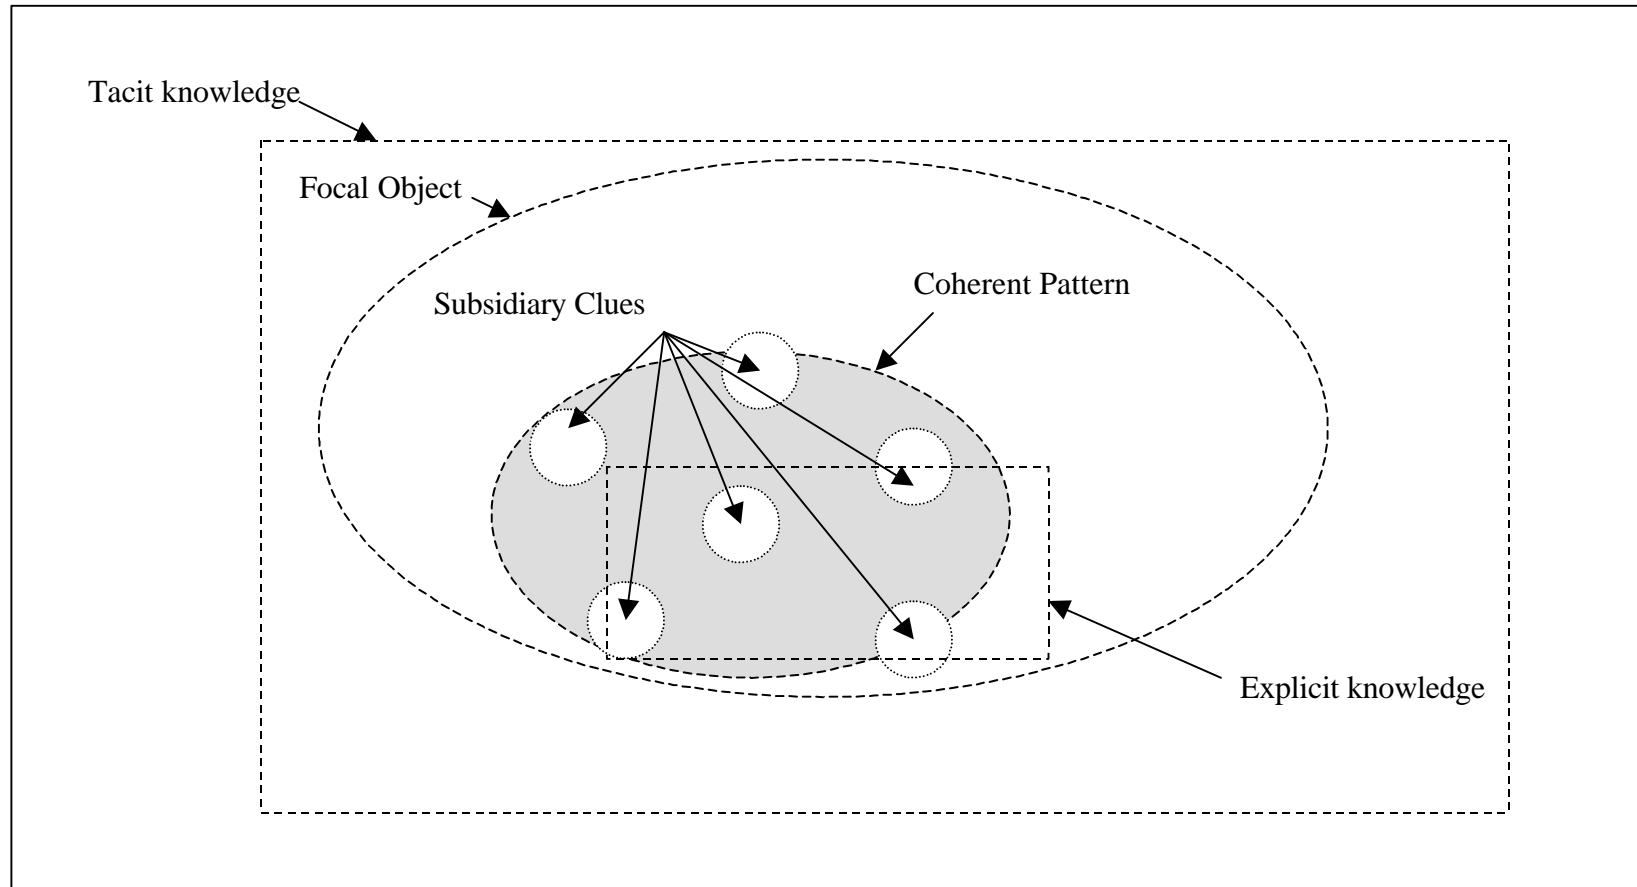 Tacit knowledge
Focal Object
Coherent Pattern
Subsidiary Clues
Explicit knowledge